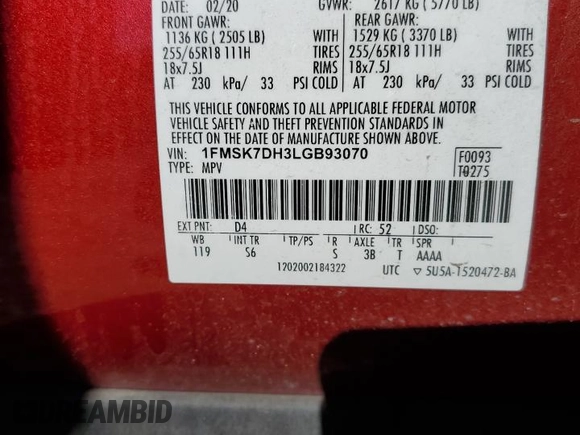 DATE: 02/20 GVWR: 2617 KG ( 5770 LB)
FRONT GAWR: REAR GAWR:
1136 KG ( 2505 LB) WITH 1529 KG ( 3370 LB) WITH
255/65R18 111H TIRES 255/65R18 111H TIRES
18x7.5J RIMS 18x7.5J RIMS
AT 230 kPa/ 33 PSI COLD AT 230 kPa/ 33 PSI COLD
THIS VEHICLE CONFORMS TO ALL APPLICABLE FEDERAL MOTOR
VEHICLE SAFETY AND THEFT PREVENTION STANDARDS IN
EFFECT ON THE DATE OF MANUFACTURE SHOWN ABOVE.
VIN: 1FMSK7DH3LGB93070 F0093
TYPE: MPV T0275
EXT PNT: D4 RC: 52 DSO:
WB INT TR TP/PS R AXLE TR SPR
119 S6 S 3B T AAAA
1702002184322 UTC ▽ 5U5A-1520472-BA
DREAMBID